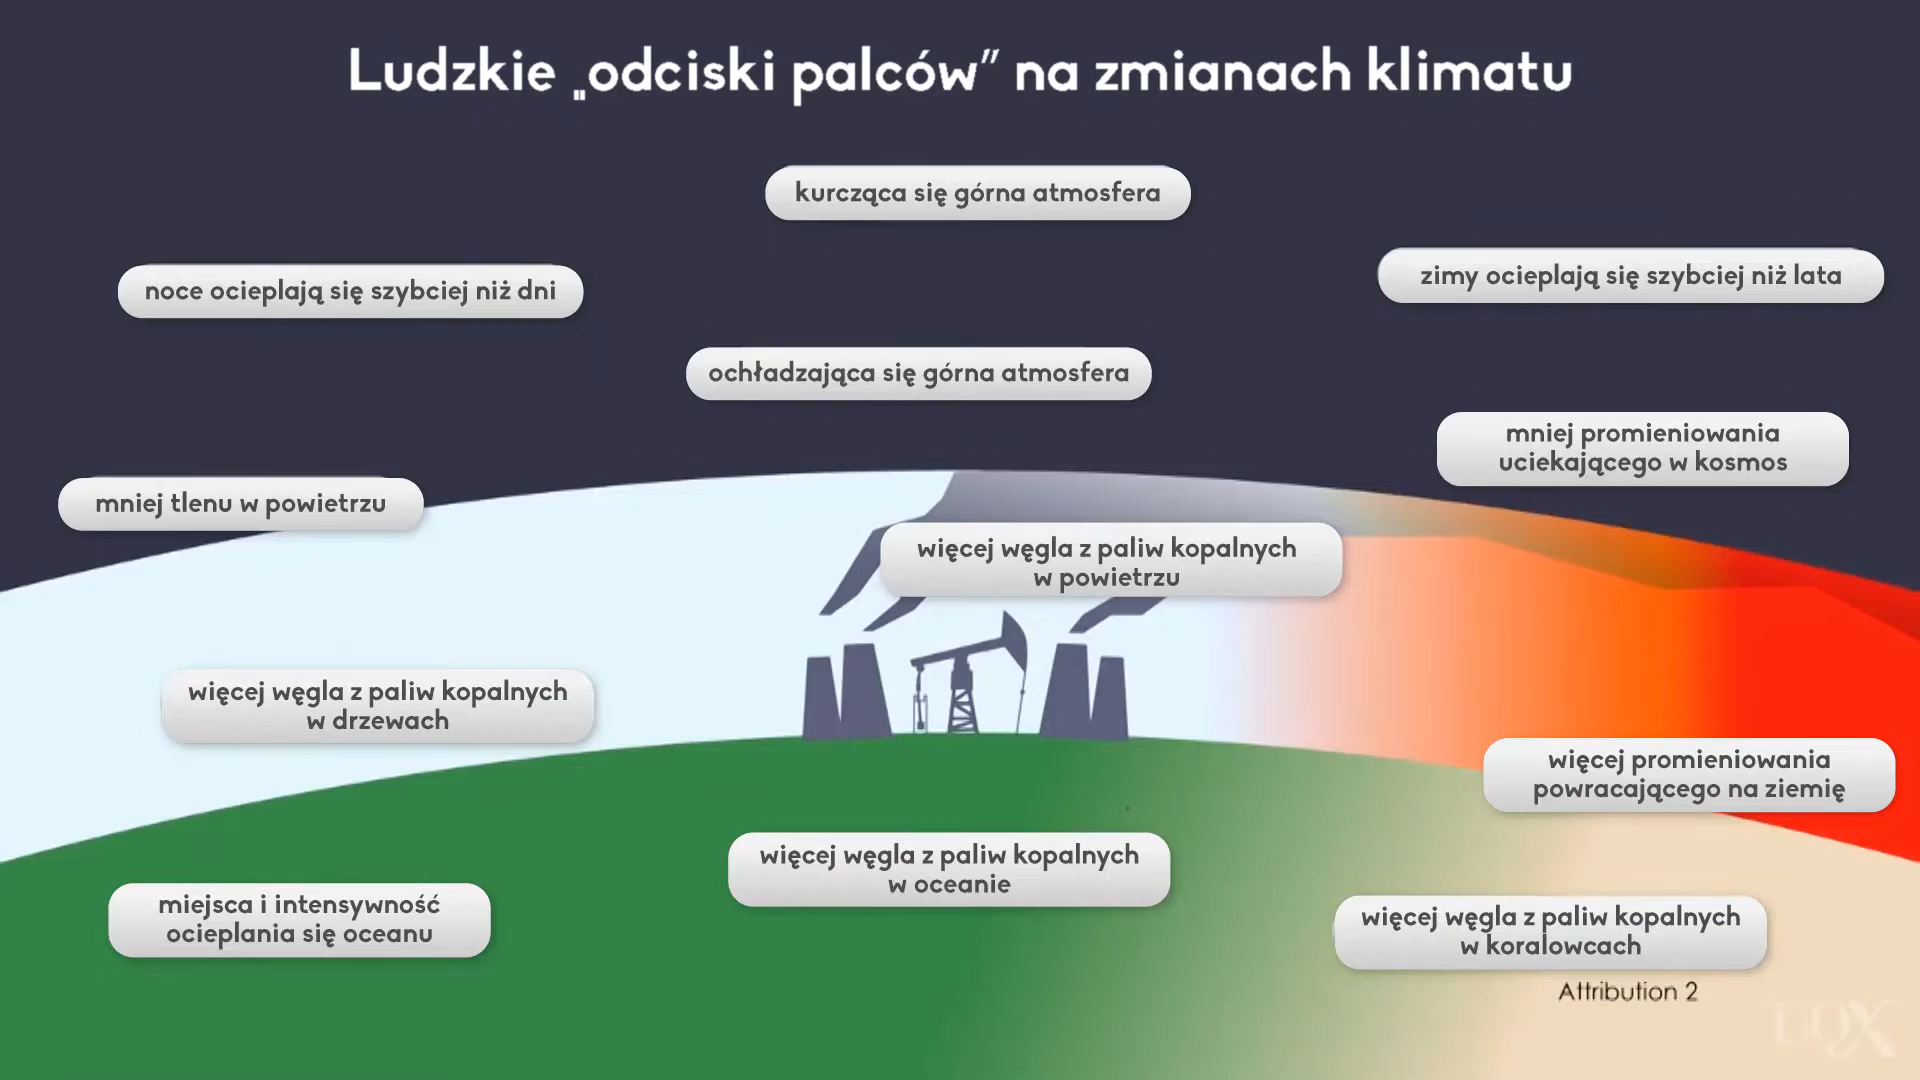 Ludzkie „odciski palców” na zmianach klimatu
kurcząca się górna atmosfera
noce ocieplają się szybciej niż dni
zimy ocieplają się szybciej niż lata
ochładzająca się górna atmosfera
mniej promieniowania
uciekającego w kosmos
mniej tlenu w powietrzu
więcej węgla z paliw kopalnych
w powietrzu
więcej węgla z paliw kopalnych
w drzewach
więcej promieniowania
powracającego na ziemię
więcej węgla z paliw kopalnych
w oceanie
miejsca i intensywność
ocieplania się oceanu
więcej węgla z paliw kopalnych
w koralowcach
Attribution 2
UQX